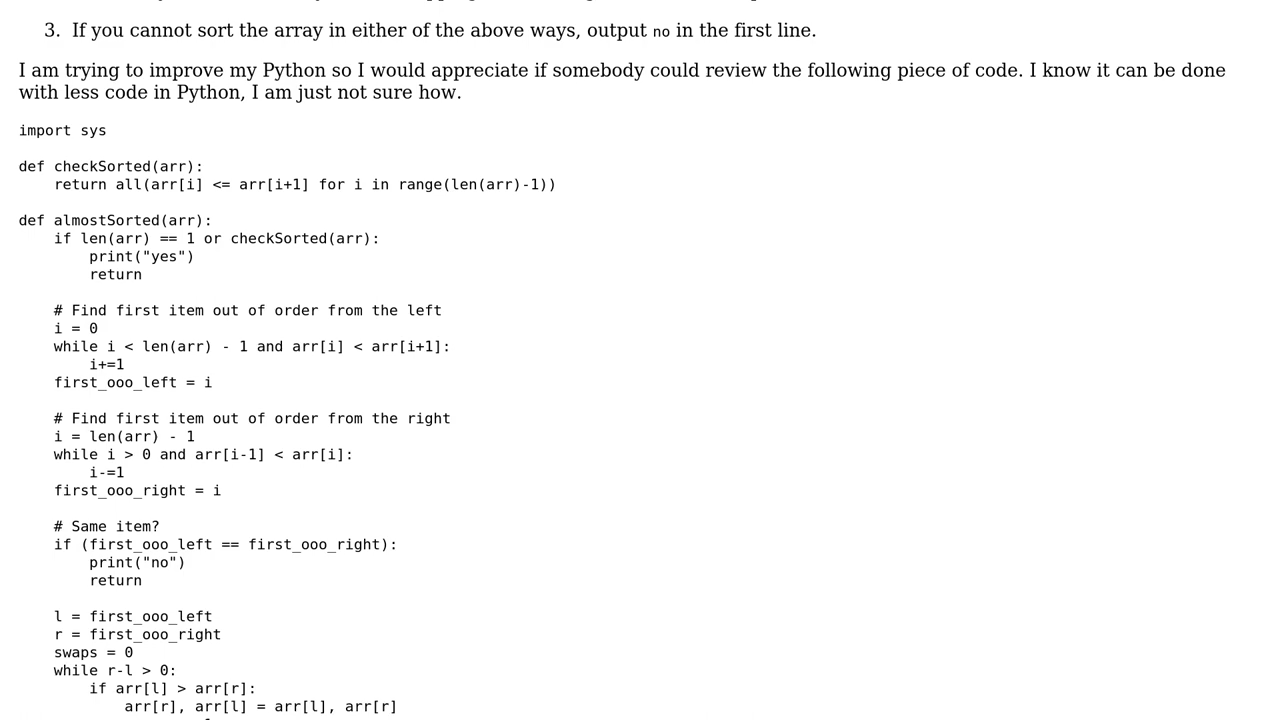 3. If you cannot sort the array in either of the above ways, output no in the first line.
I am trying to improve my Python so I would appreciate if somebody could review the following piece of code. I know it can be done
with less code in Python, I am just not sure how.
import sys
def checkSorted(arr):
    return all(arr[i] <= arr[i+1] for i in range(len(arr)-1))
def almostSorted(arr):
    if len(arr) == 1 or checkSorted(arr):
        print("yes")
        return
    # Find first item out of order from the left
    i = 0
    while i < len(arr) - 1 and arr[i] < arr[i+1]:
        i+=1
    first_ooo_left = i
    # Find first item out of order from the right
    i = len(arr) - 1
    while i > 0 and arr[i-1] < arr[i]:
        i-=1
    first_ooo_right = i
    # Same item?
    if (first_ooo_left == first_ooo_right):
        print("no")
        return
    l = first_ooo_left
    r = first_ooo_right
    swaps = 0
    while r-l > 0:
        if arr[l] > arr[r]:
            arr[r], arr[l] = arr[l], arr[r]